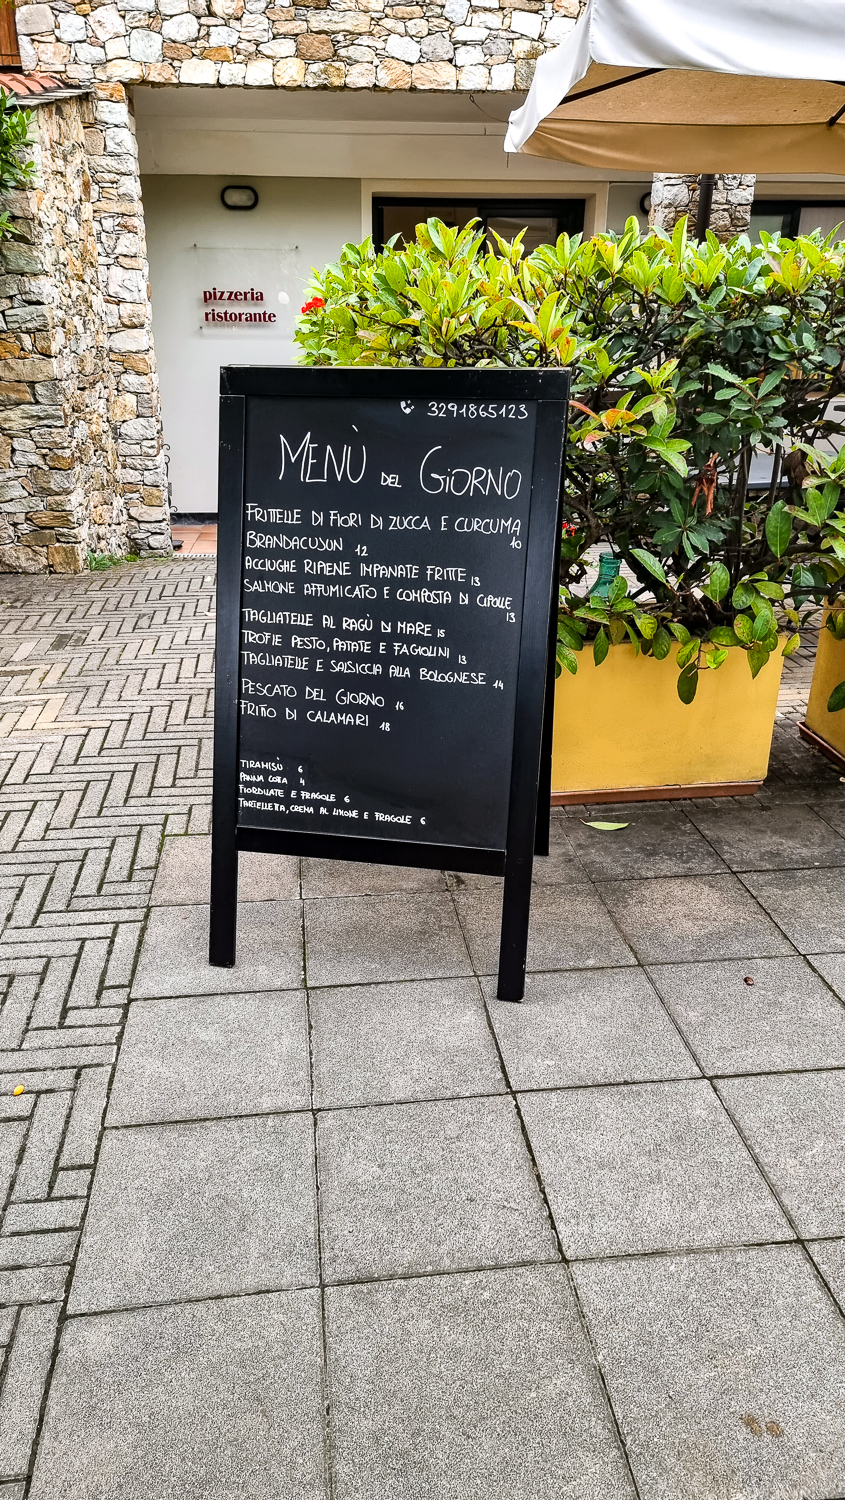 pizzeria
ristorante
3291865123
MENÙ DEL GIORNO
FRITTELLE DI FIORI DI ZUCCA E CURCUMA
10
BRANDACUJUN 12
ACCIUGHE RIPIENE IMPANATE FRITTE 13
SALMONE AFFUMICATO E COMPOSTA DI CIPOLLE
13
TAGLIATELLE AL RAGÙ DI MARE 15
TROFIE PESTO, PATATE E FAGIOLINI 13
TAGLIATELLE E SALSICCIA ALLA BOLOGNESE 14
PESCATO DEL GIORNO 16
FRITTO DI CALAMARI 18
TIRAMISÙ 6
PANNA COTTA 4
FIORDILATE E FRAGOLE 6
TARTELLETTA, CREMA AL LIMONE E FRAGOLE 6